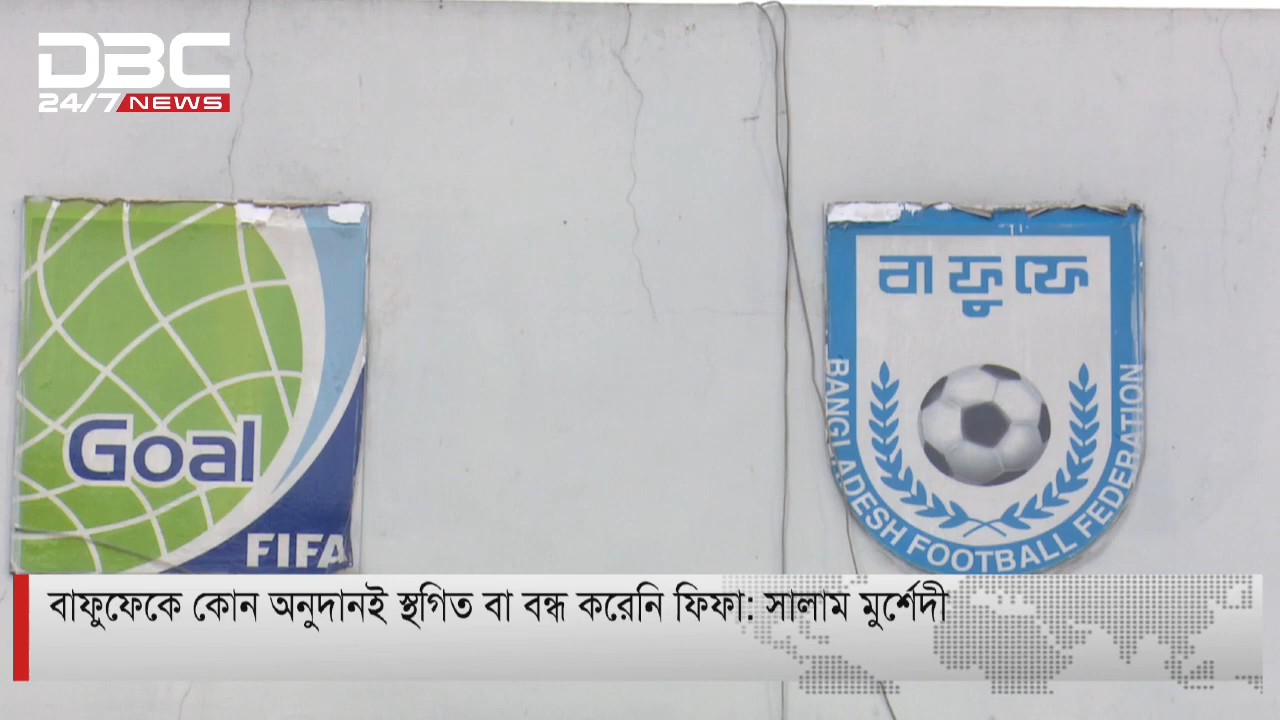 DBC
24/7 NEWS
Goal
FIFA
বাফুফে
BANGLADESH FOOTBALL FEDERATION
বাফুফেকে কোন অনুদানই স্থগিত বা বন্ধ করেনি ফিফা: সালাম মুর্শেদী